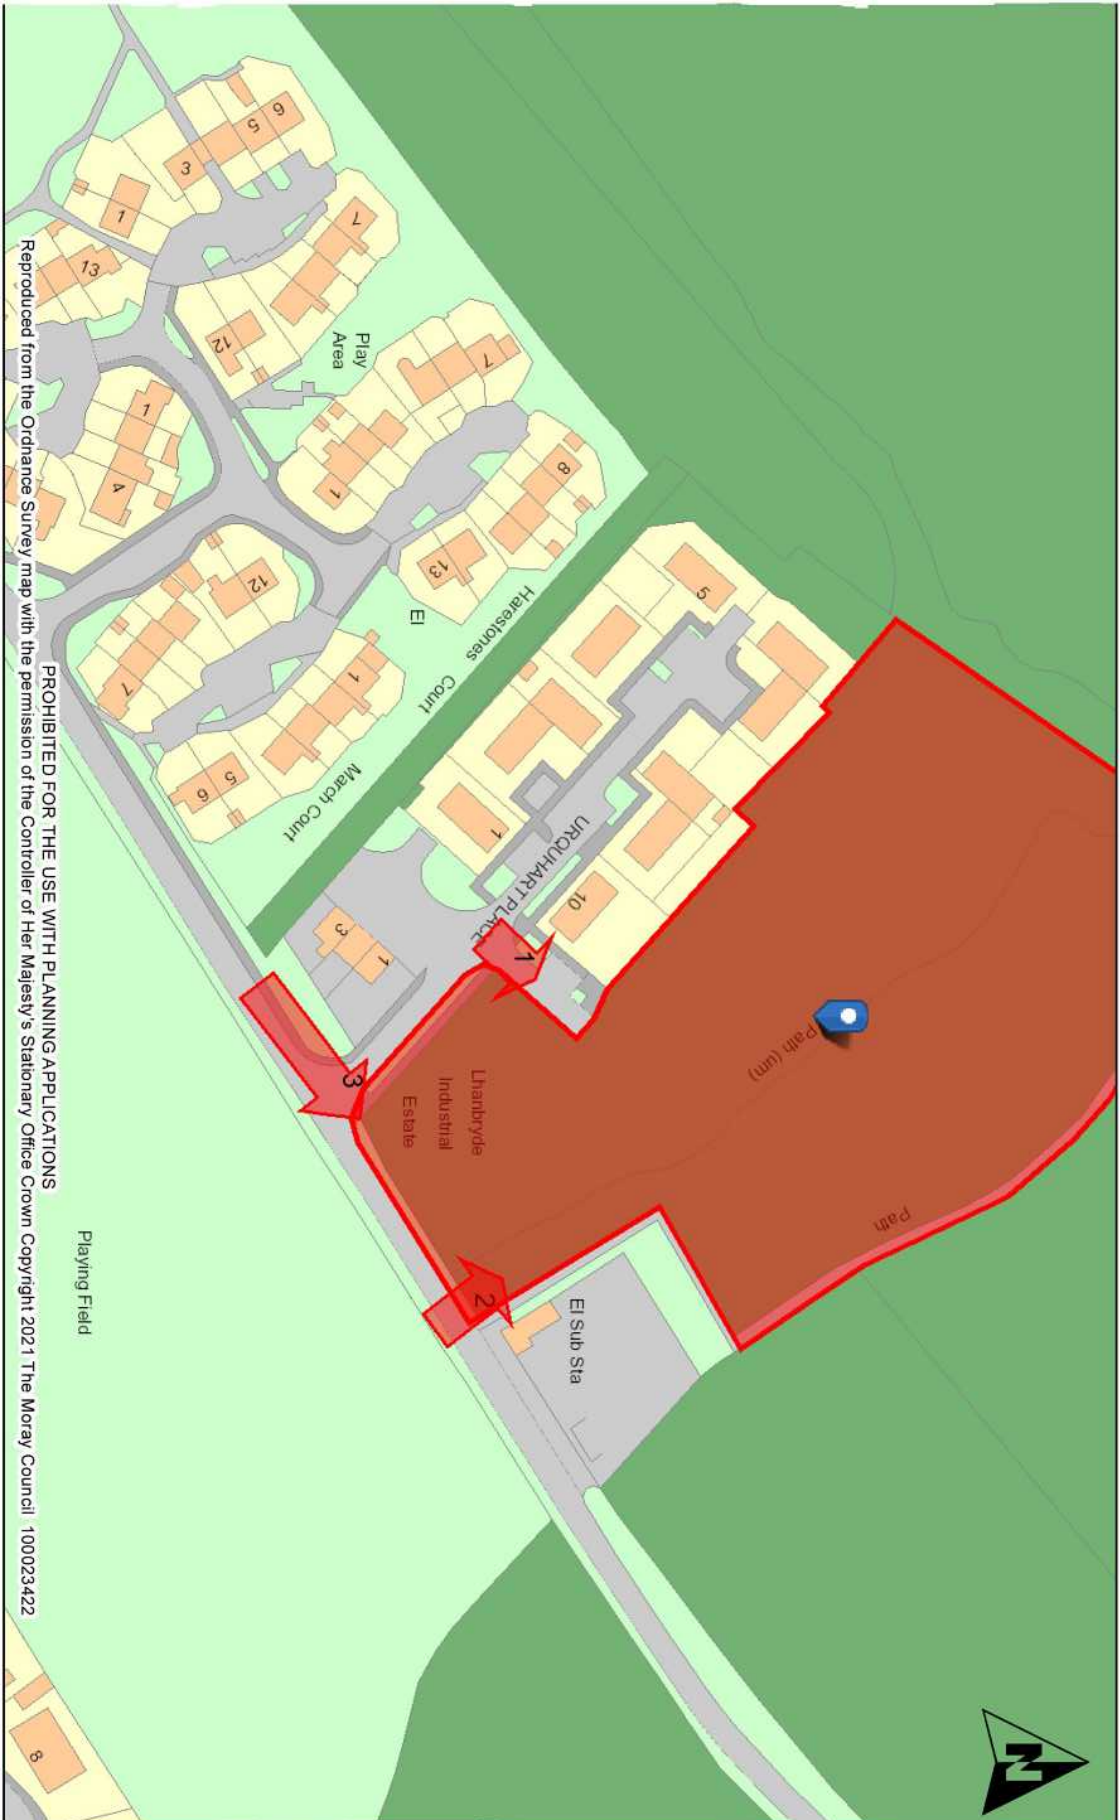 N
Path
Path (um)
5
10
El Sub Sta
8
URQUHART PLACE
1
1
7
2
Harestones
Court
Lhanbryde
Industrial
Estate
13
El
1
3
7
Play
Area
3
1
1
March Court
6
5
3
1
12
12
5
6
7
1
4
13
Playing Field
8
PROHIBITED FOR THE USE WITH PLANNING APPLICATIONS
Reproduced from the Ordnance Survey map with the permission of the Controller of Her Majesty's Stationary Office Crown Copyright 2021 The Moray Council 100023422